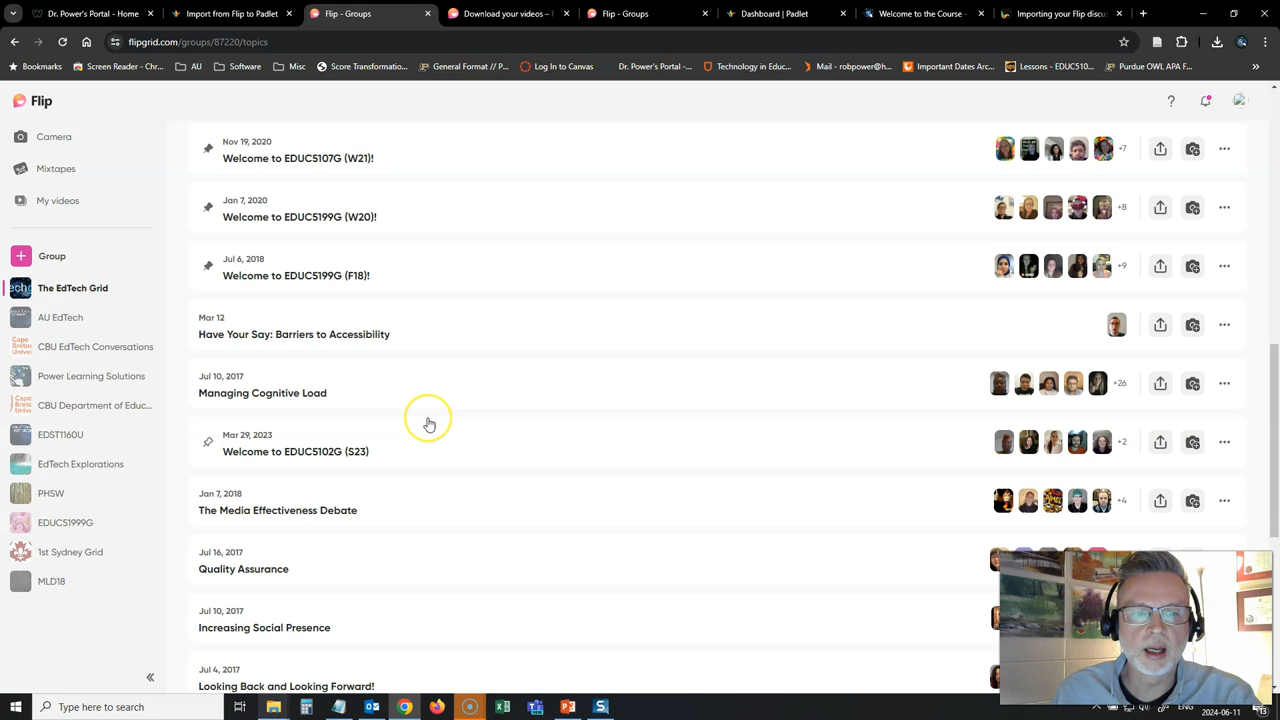 Dr. Power's Portal - Home
Import from Flip to Padlet
Flip - Groups
Download your videos –
Flip - Groups
Dashboard | Padlet
Welcome to the Course -
Importing your Flip discu
flipgrid.com/groups/87220/topics
Bookmarks
Screen Reader - Chr...
AU
Software
Misc
Score Transformatio...
General Format // P...
Log In to Canvas
Dr. Power's Portal -...
Technology in Educ...
Mail - robpower@h...
Important Dates Arc...
Lessons - EDUC510...
Purdue OWL APA F...
Flip
Camera
Mixtapes
My videos
Group
The EdTech Grid
AU EdTech
CBU EdTech Conversations
Power Learning Solutions
CBU Department of Educ...
EDST1160U
EdTech Explorations
PHSW
EDUC51999G
1st Sydney Grid
MLD18
Nov 19, 2020
Welcome to EDUC5107G (W21)!
+7
Jan 7, 2020
Welcome to EDUC5199G (W20)!
+8
Jul 6, 2018
Welcome to EDUC5199G (F18)!
+9
Mar 12
Have Your Say: Barriers to Accessibility
Jul 10, 2017
Managing Cognitive Load
+26
Mar 29, 2023
Welcome to EDUC5102G (S23)
+2
Jan 7, 2018
The Media Effectiveness Debate
+4
Jul 16, 2017
Quality Assurance
Jul 10, 2017
Increasing Social Presence
Jul 4, 2017
Looking Back and Looking Forward!
Type here to search
ENG
2024-06-11